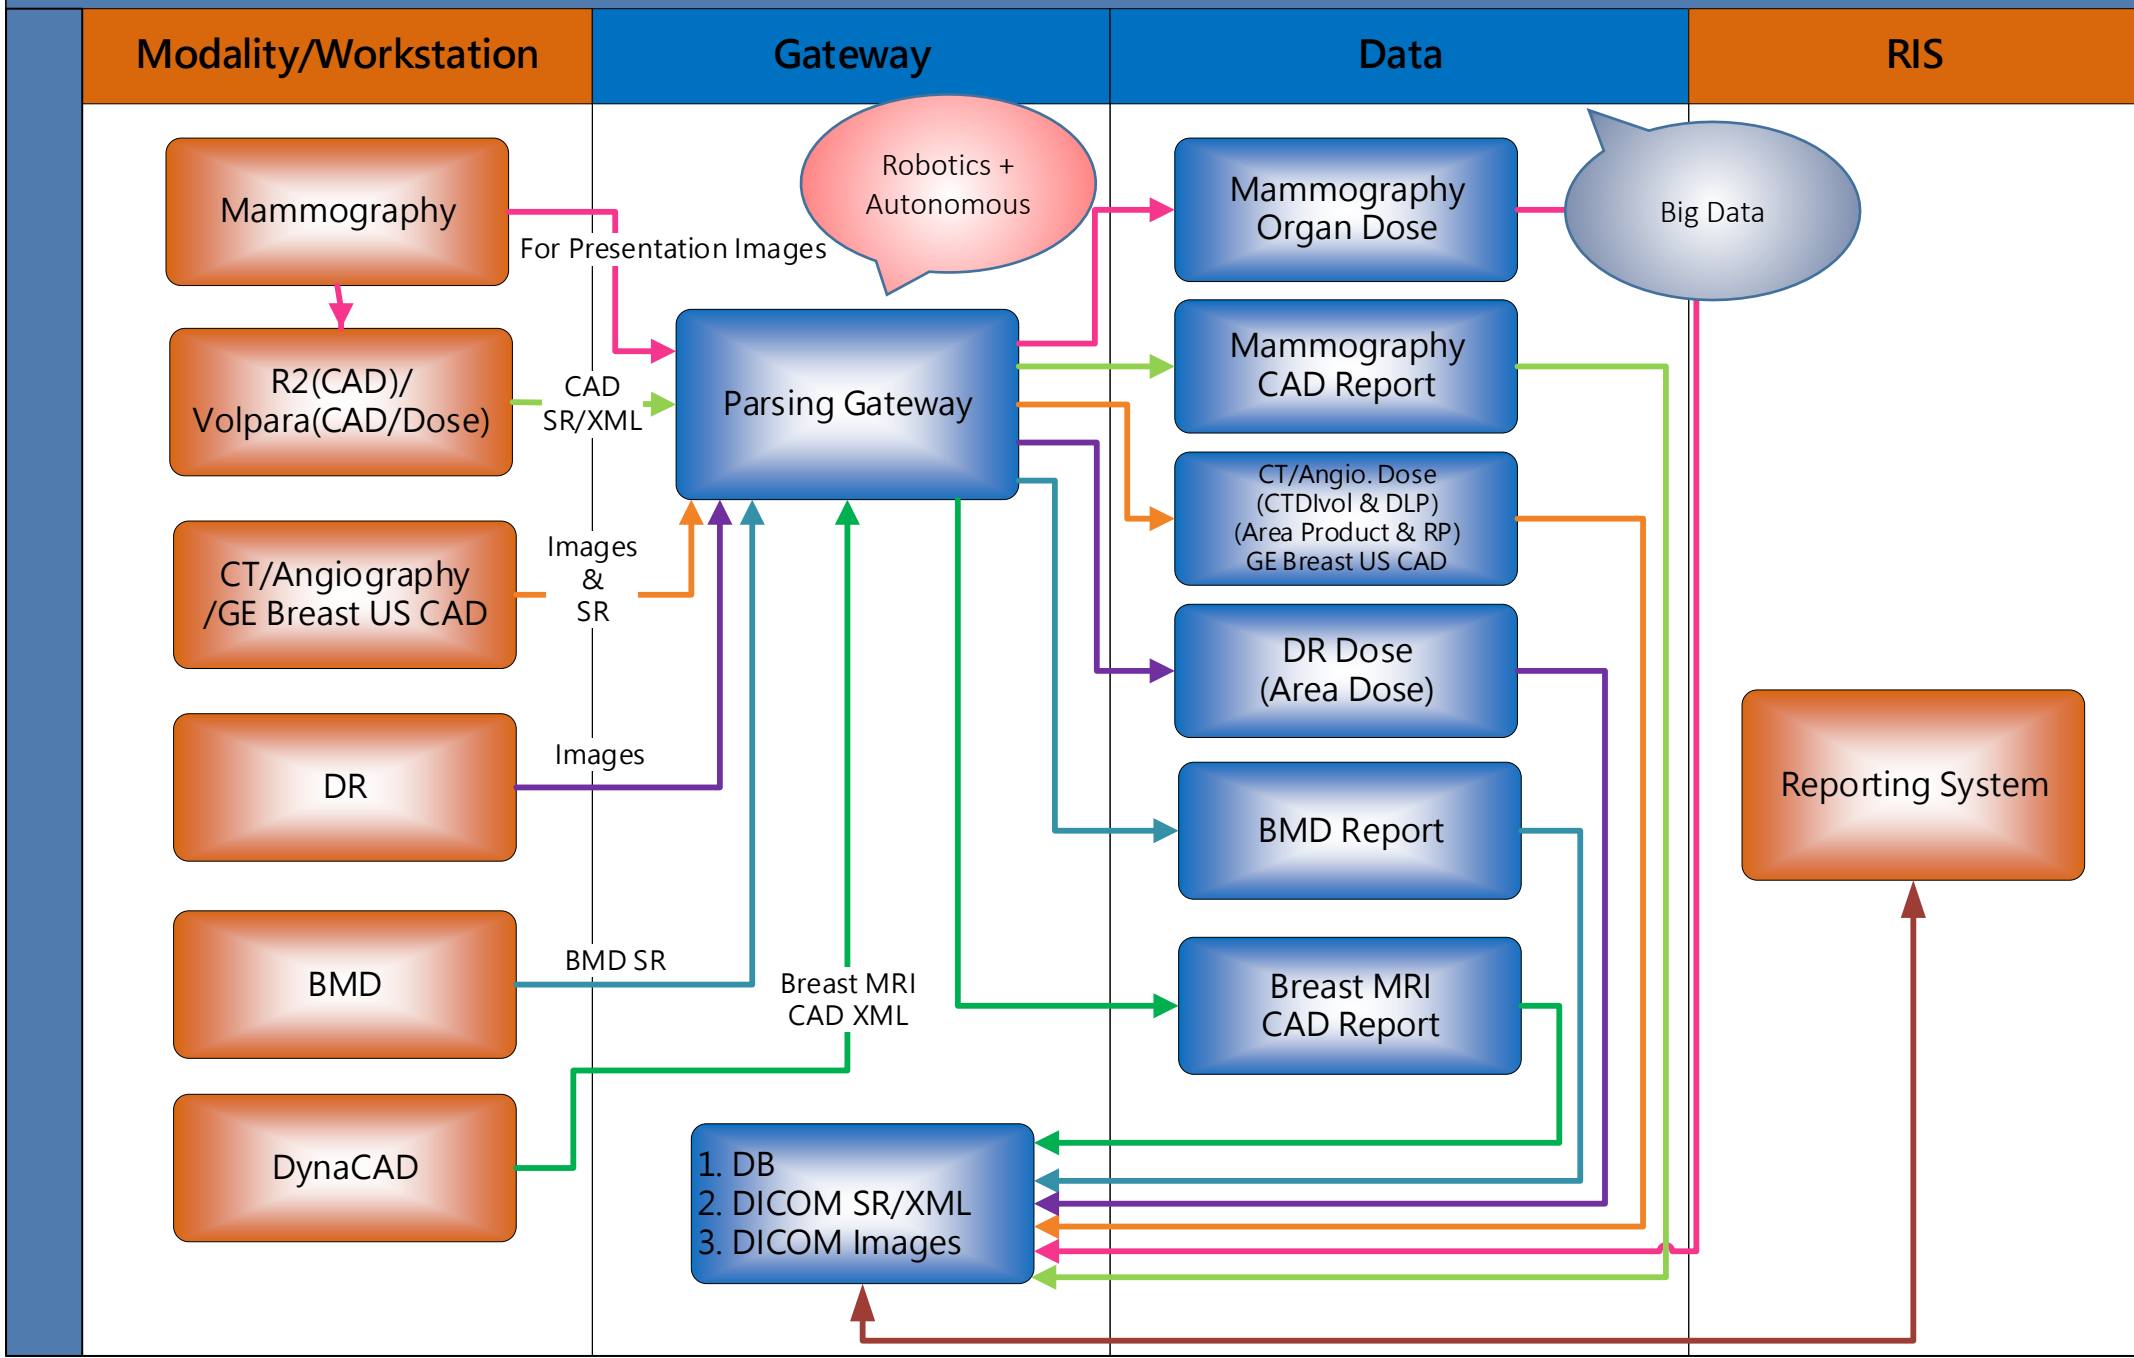 Modality/Workstation
Gateway
Data
RIS
Mammography
For Presentation Images
Robotics +
Autonomous
Mammography
Organ Dose
Big Data
R2(CAD)/
Volpara(CAD/Dose)
CAD
SR/XML
Parsing Gateway
Mammography
CAD Report
CT/Angiography
/GE Breast US CAD
Images
&
SR
CT/Angio. Dose
(CTDIvol & DLP)
(Area Product & RP)
GE Breast US CAD
DR
Images
DR Dose
(Area Dose)
Reporting System
BMD
BMD SR
BMD Report
Breast MRI
CAD XML
Breast MRI
CAD Report
DynaCAD
1. DB
2. DICOM SR/XML
3. DICOM Images